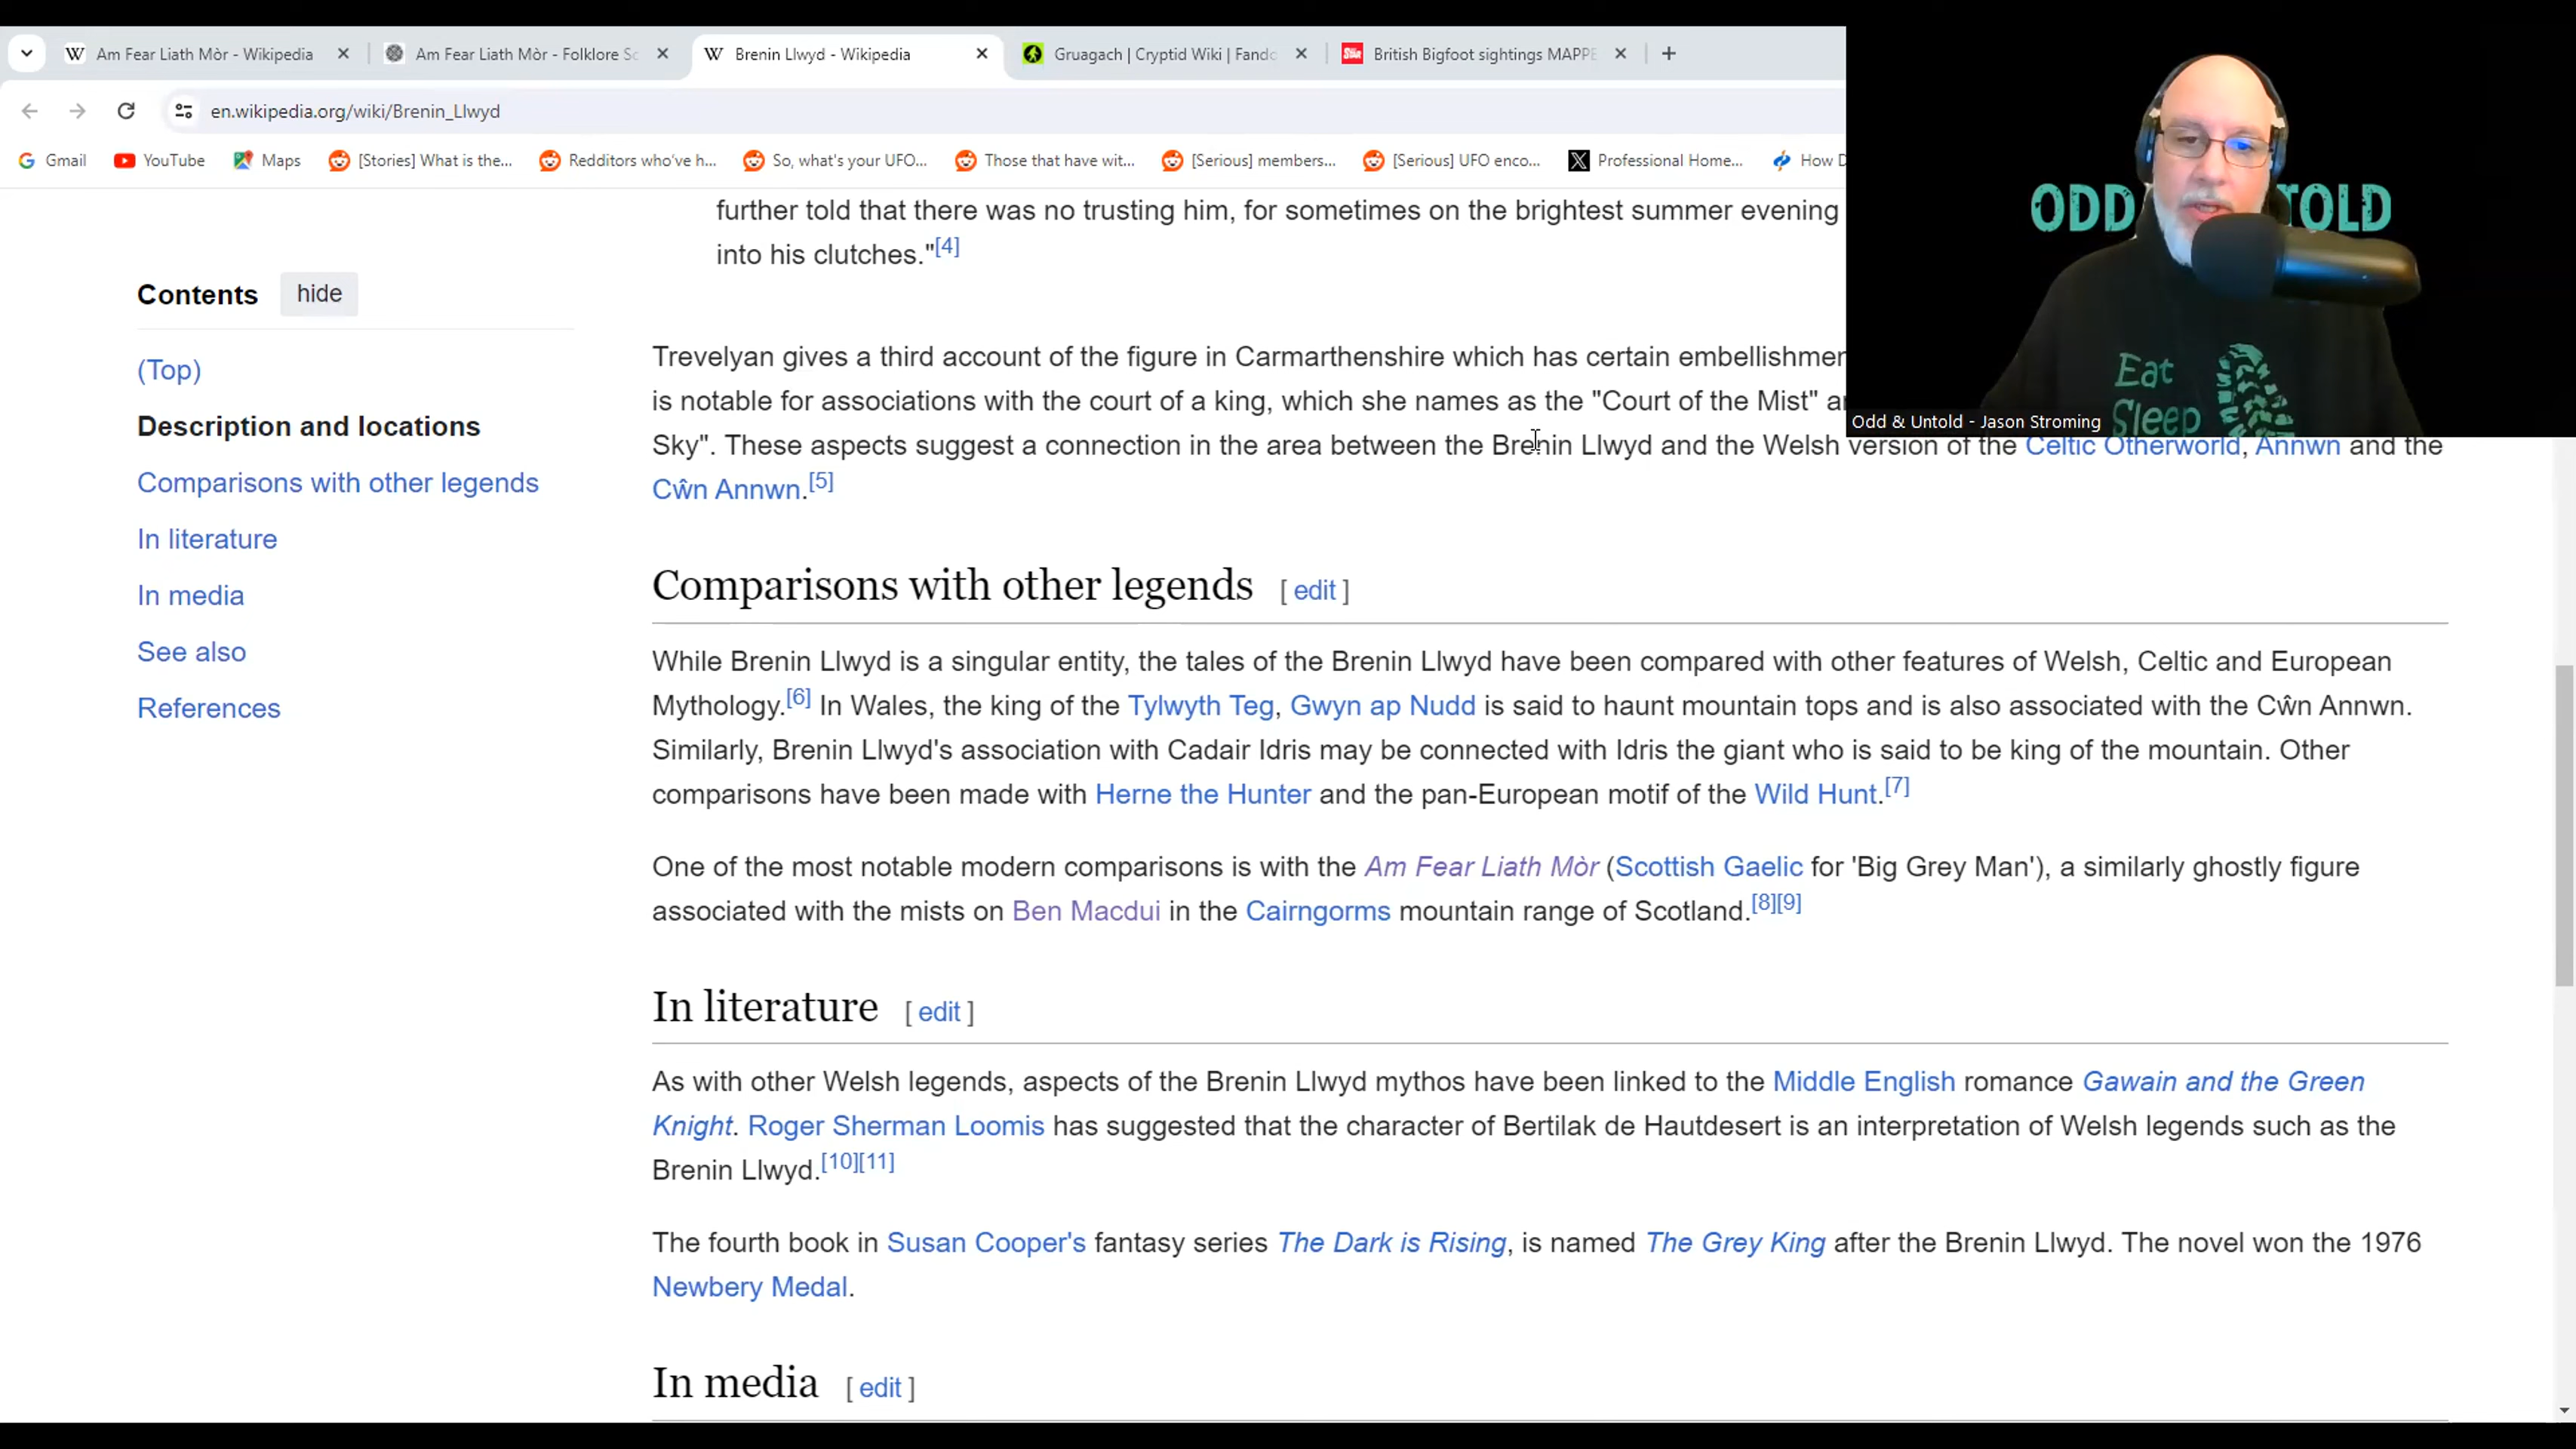 Am Fear Liath Mòr - Wikipedia
Am Fear Liath Mòr - Folklore Sc
Brenin Llwyd - Wikipedia
Gruagach | Cryptid Wiki | Fando
British Bigfoot sightings MAPPE
en.wikipedia.org/wiki/Brenin_Llwyd
Gmail
YouTube
Maps
[Stories] What is the...
Redditors who've h...
So, what's your UFO...
Those that have wit...
[Serious] members...
[Serious] UFO enco...
Professional Home...
How D
ODD TOLD
Eat
Sleep
Odd & Untold - Jason Stroming
Contents hide
(Top)
Description and locations
Comparisons with other legends
In literature
In media
See also
References
further told that there was no trusting him, for sometimes on the brightest summer evening
into his clutches."[4]
Trevelyan gives a third account of the figure in Carmarthenshire which has certain embellishmen
is notable for associations with the court of a king, which she names as the "Court of the Mist" a
Sky". These aspects suggest a connection in the area between the Brenin Llwyd and the Welsh version of the Celtic Otherworld, Annwn and the
Cŵn Annwn.[5]
Comparisons with other legends [ edit ]
While Brenin Llwyd is a singular entity, the tales of the Brenin Llwyd have been compared with other features of Welsh, Celtic and European
Mythology.[6] In Wales, the king of the Tylwyth Teg, Gwyn ap Nudd is said to haunt mountain tops and is also associated with the Cŵn Annwn.
Similarly, Brenin Llwyd's association with Cadair Idris may be connected with Idris the giant who is said to be king of the mountain. Other
comparisons have been made with Herne the Hunter and the pan-European motif of the Wild Hunt.[7]
One of the most notable modern comparisons is with the Am Fear Liath Mòr (Scottish Gaelic for 'Big Grey Man'), a similarly ghostly figure
associated with the mists on Ben Macdui in the Cairngorms mountain range of Scotland.[8][9]
In literature [ edit ]
As with other Welsh legends, aspects of the Brenin Llwyd mythos have been linked to the Middle English romance Gawain and the Green
Knight. Roger Sherman Loomis has suggested that the character of Bertilak de Hautdesert is an interpretation of Welsh legends such as the
Brenin Llwyd.[10][11]
The fourth book in Susan Cooper's fantasy series The Dark is Rising, is named The Grey King after the Brenin Llwyd. The novel won the 1976
Newbery Medal.
In media [ edit ]